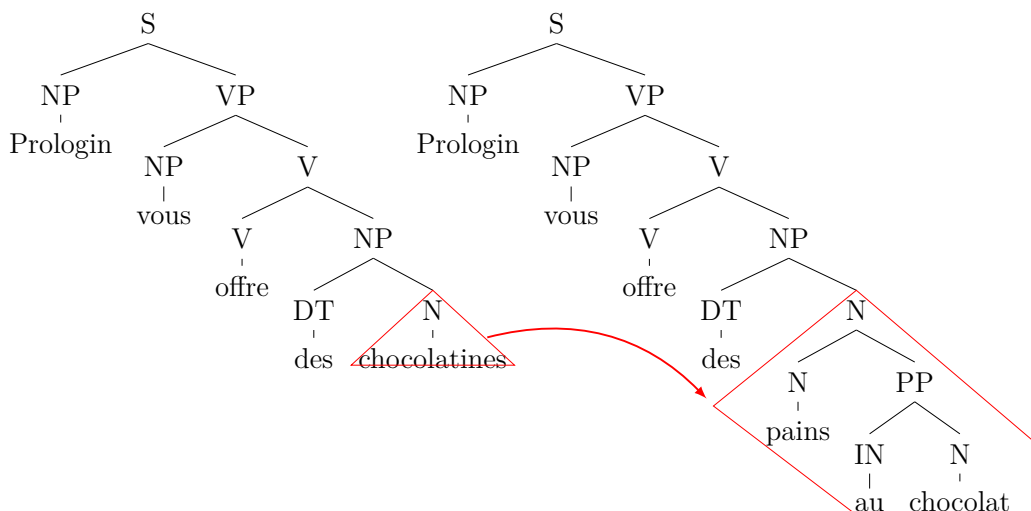 S S
NP VP NP VP
Prologin Prologin
NP V NP V
vous vous
V NP V NP
offre offre
DT N DT N
des chocolatines des
N PP
pains
IN N
au chocolat